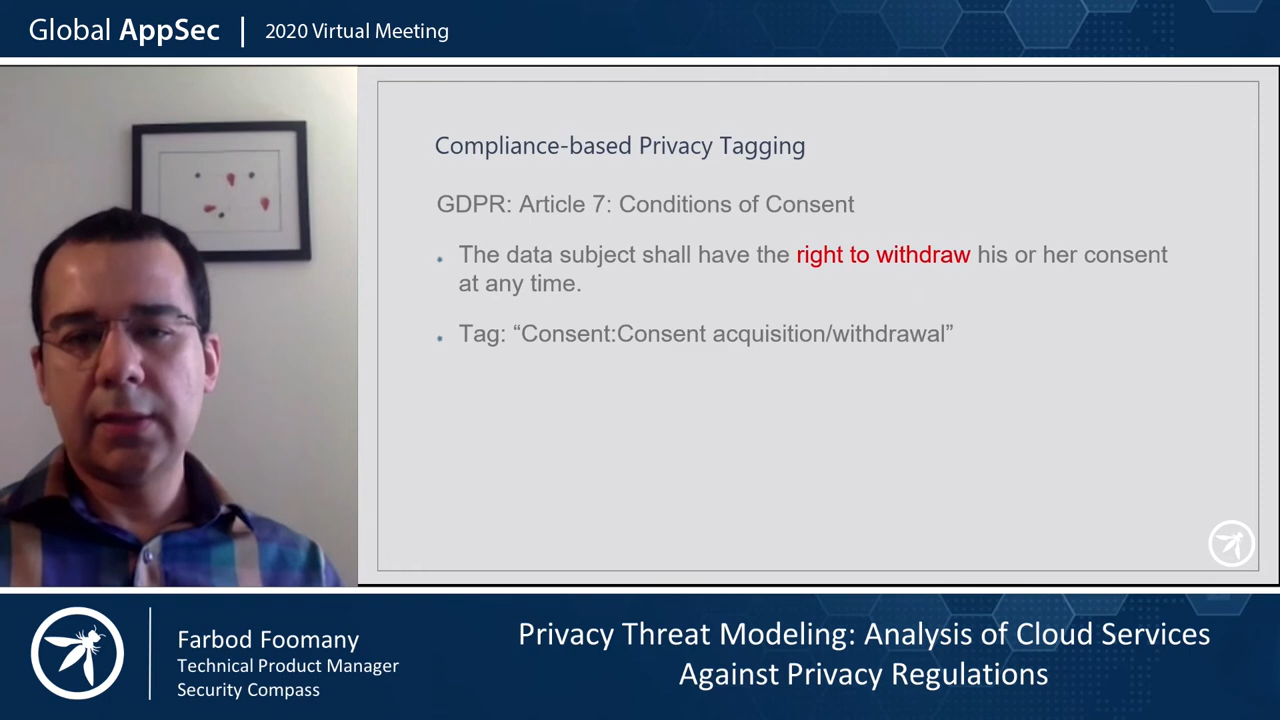 Global AppSec | 2020 Virtual Meeting
Compliance-based Privacy Tagging
GDPR: Article 7: Conditions of Consent
The data subject shall have the right to withdraw his or her consent
at any time.
Tag: “Consent:Consent acquisition/withdrawal”
Farbod Foomany
Technical Product Manager
Security Compass
Privacy Threat Modeling: Analysis of Cloud Services
Against Privacy Regulations